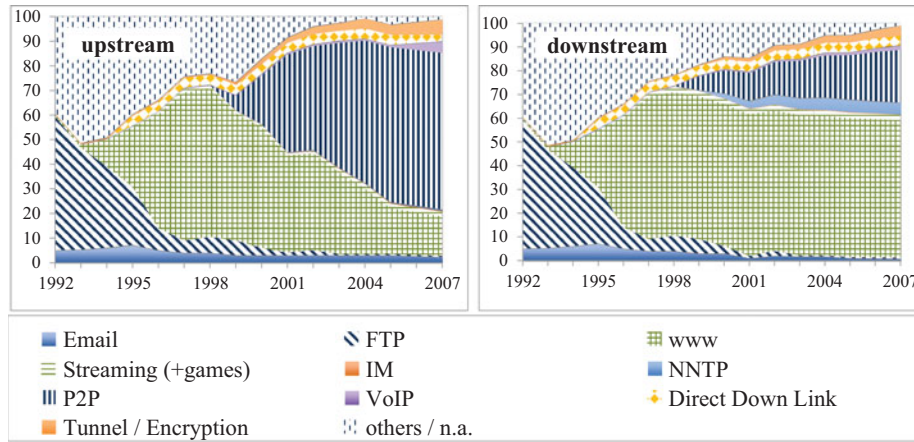 upstream
100
90
80
70
60
50
40
30
20
10
0
1992 1995 1998 2001 2004 2007
downstream
100
90
80
70
60
50
40
30
20
10
0
1992 1995 1998 2001 2004 2007
Email FTP www
Streaming (+games) IM NNTP
P2P VoIP Direct Down Link
Tunnel / Encryption others / n.a.